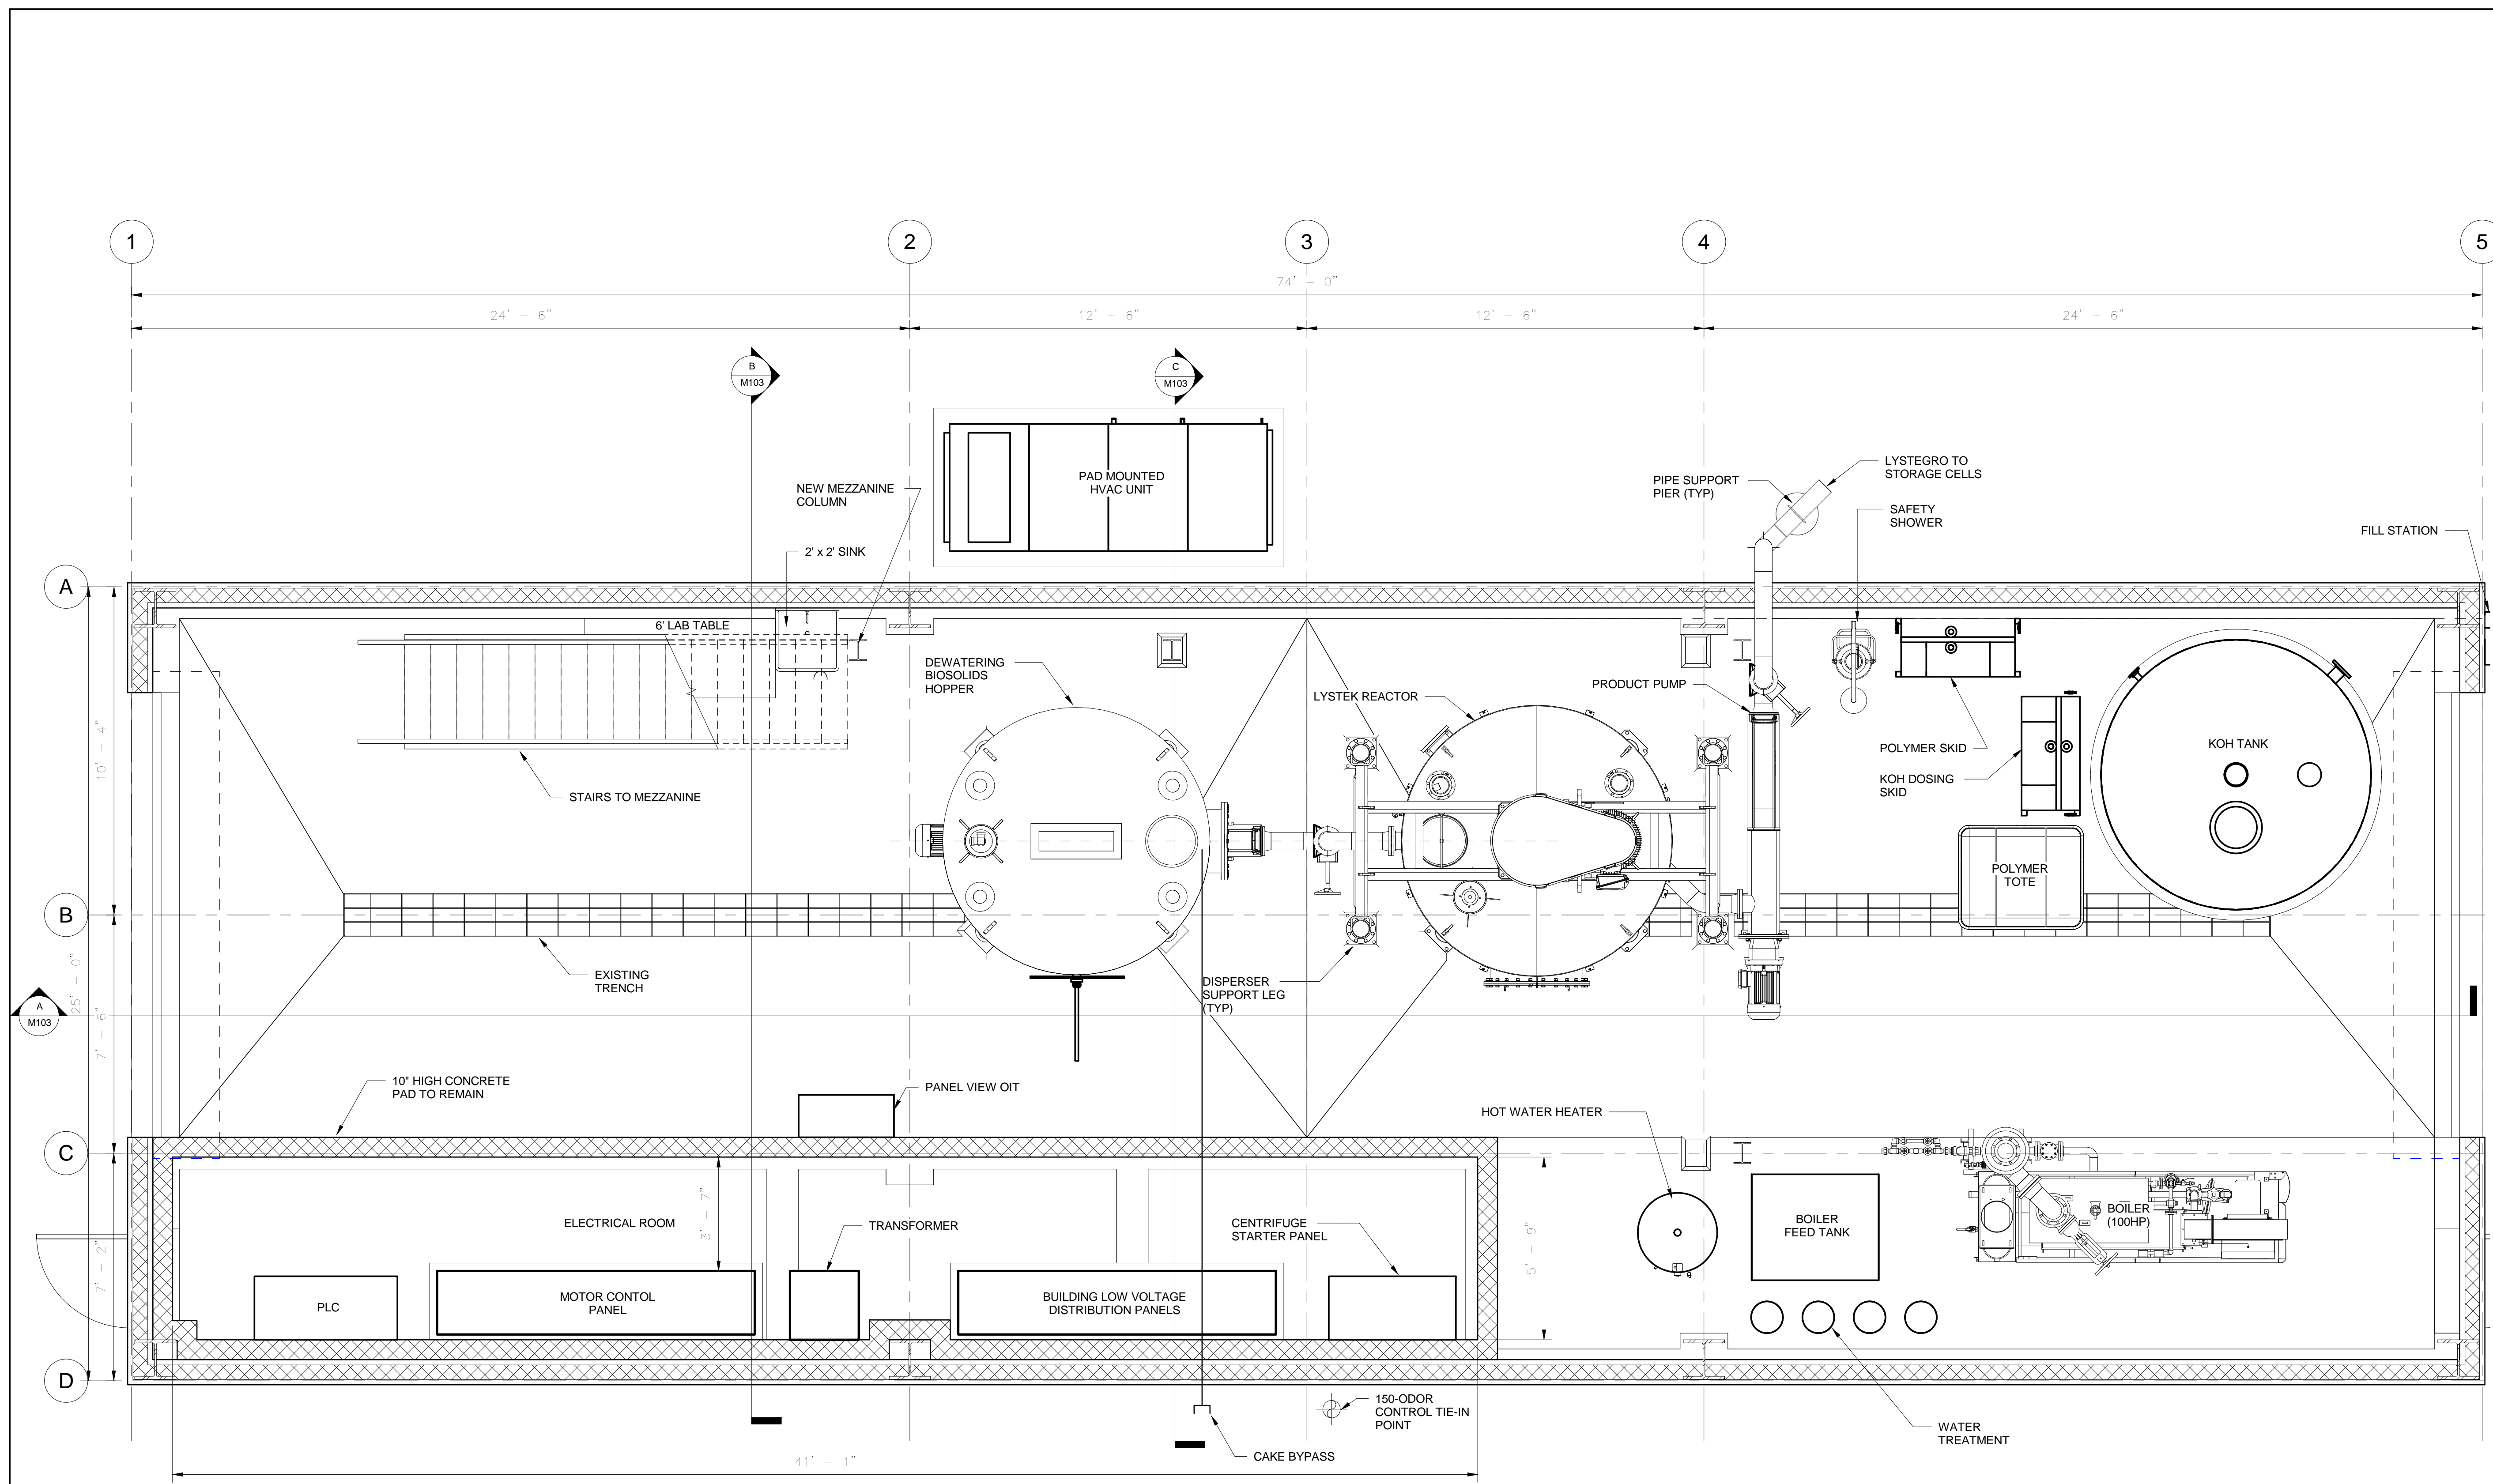 1
2
3
4
5
74' - 0"
24' - 6"
12' - 6"
12' - 6"
24' - 6"
B
M103
C
M103
NEW MEZZANINE
COLUMN
2' x 2' SINK
PAD MOUNTED
HVAC UNIT
PIPE SUPPORT
PIER (TYP)
LYSTEGRO TO
STORAGE CELLS
SAFETY
SHOWER
FILL STATION
A
6' LAB TABLE
DEWATERING
BIOSOLIDS
HOPPER
LYSTEK REACTOR
PRODUCT PUMP
POLYMER SKID
KOH DOSING
SKID
KOH TANK
10' - 4"
STAIRS TO MEZZANINE
POLYMER
TOTE
B
EXISTING
TRENCH
DISPERSER
SUPPORT LEG
(TYP)
A
M103
25' - 0"
7' - 6"
10" HIGH CONCRETE
PAD TO REMAIN
PANEL VIEW OIT
HOT WATER HEATER
C
ELECTRICAL ROOM
3' - 7"
TRANSFORMER
CENTRIFUGE
STARTER PANEL
5' - 9"
BOILER
FEED TANK
BOILER
(100HP)
7' - 2"
PLC
MOTOR CONTOL
PANEL
BUILDING LOW VOLTAGE
DISTRIBUTION PANELS
D
150-ODOR
CONTROL TIE-IN
POINT
WATER
TREATMENT
CAKE BYPASS
41' - 1"